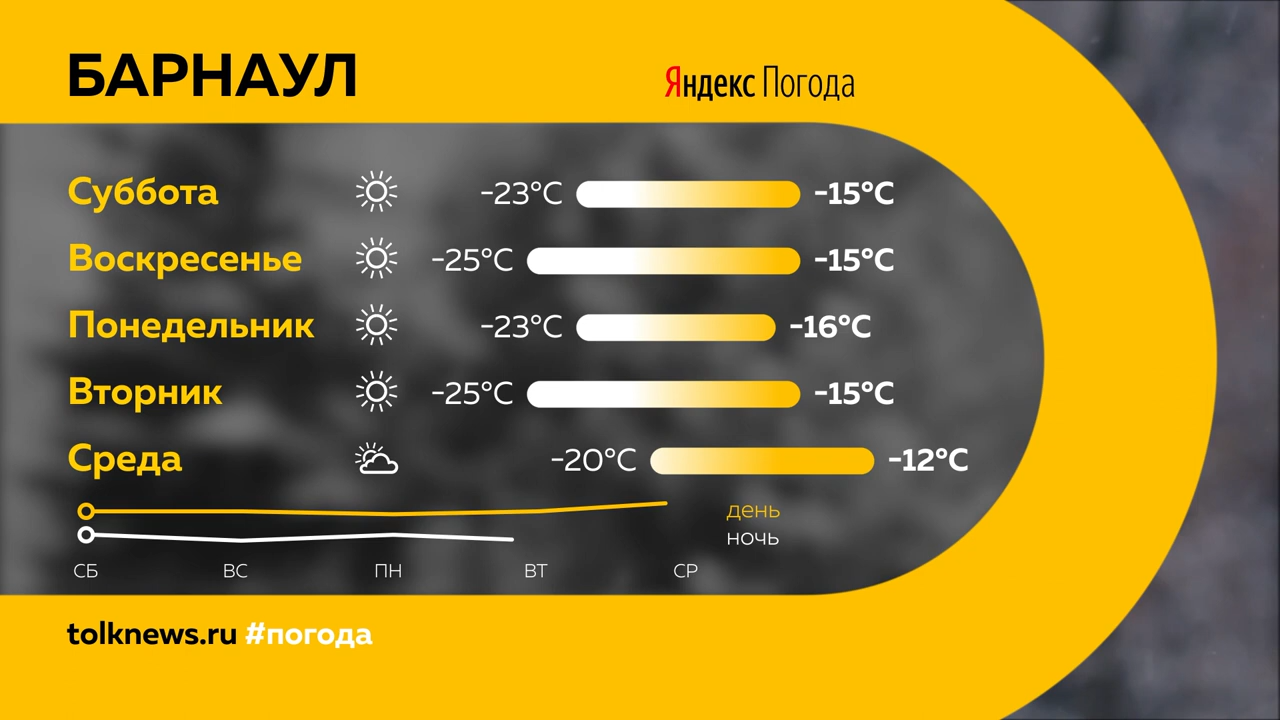 БАРНАУЛ
Яндекс Погода
Суббота -23°C -15°C
Воскресенье -25°C -15°C
Понедельник -23°C -16°C
Вторник -25°C -15°C
Среда -20°C -12°C
день
ночь
СБ ВС ПН ВТ СР
tolknews.ru #погода